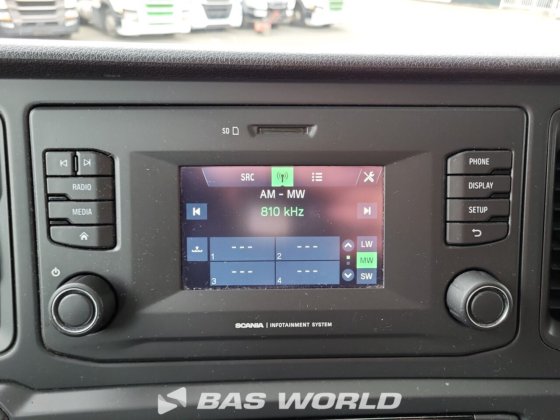 SD
SRC
AM - MW
810 kHz
1 --- 2 ---
3 --- 4 ---
LW
MW
SW
RADIO
MEDIA
PHONE
DISPLAY
SETUP
SCANIA | INFOTAINMENT SYSTEM
BAS WORLD